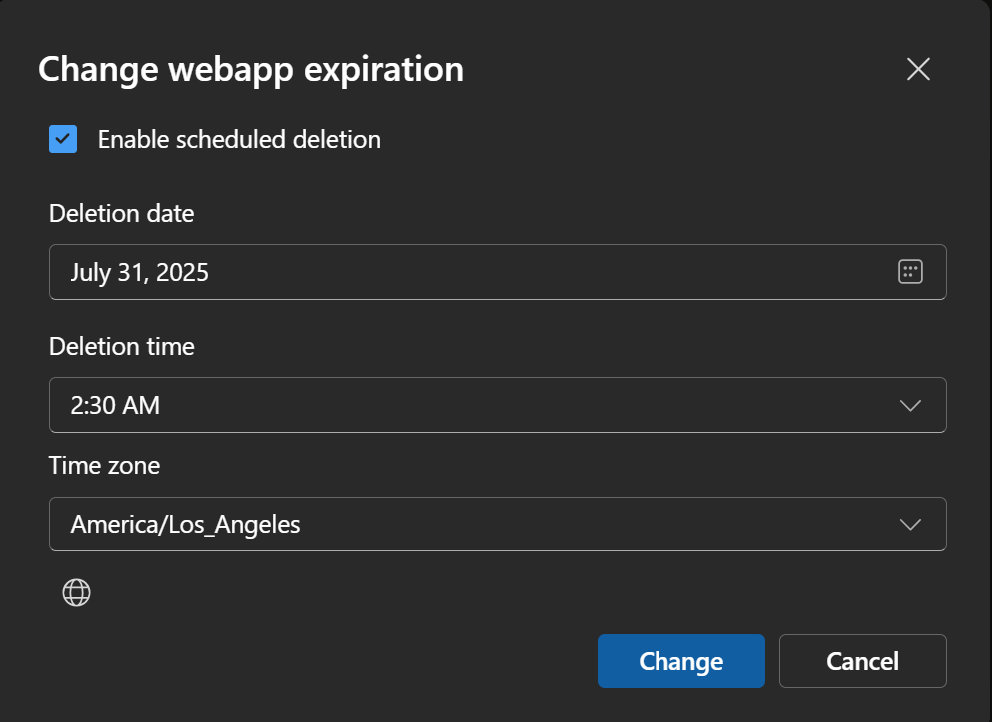 Change webapp expiration
Enable scheduled deletion
Deletion date
July 31, 2025
Deletion time
2:30 AM
Time zone
America/Los_Angeles
Change
Cancel